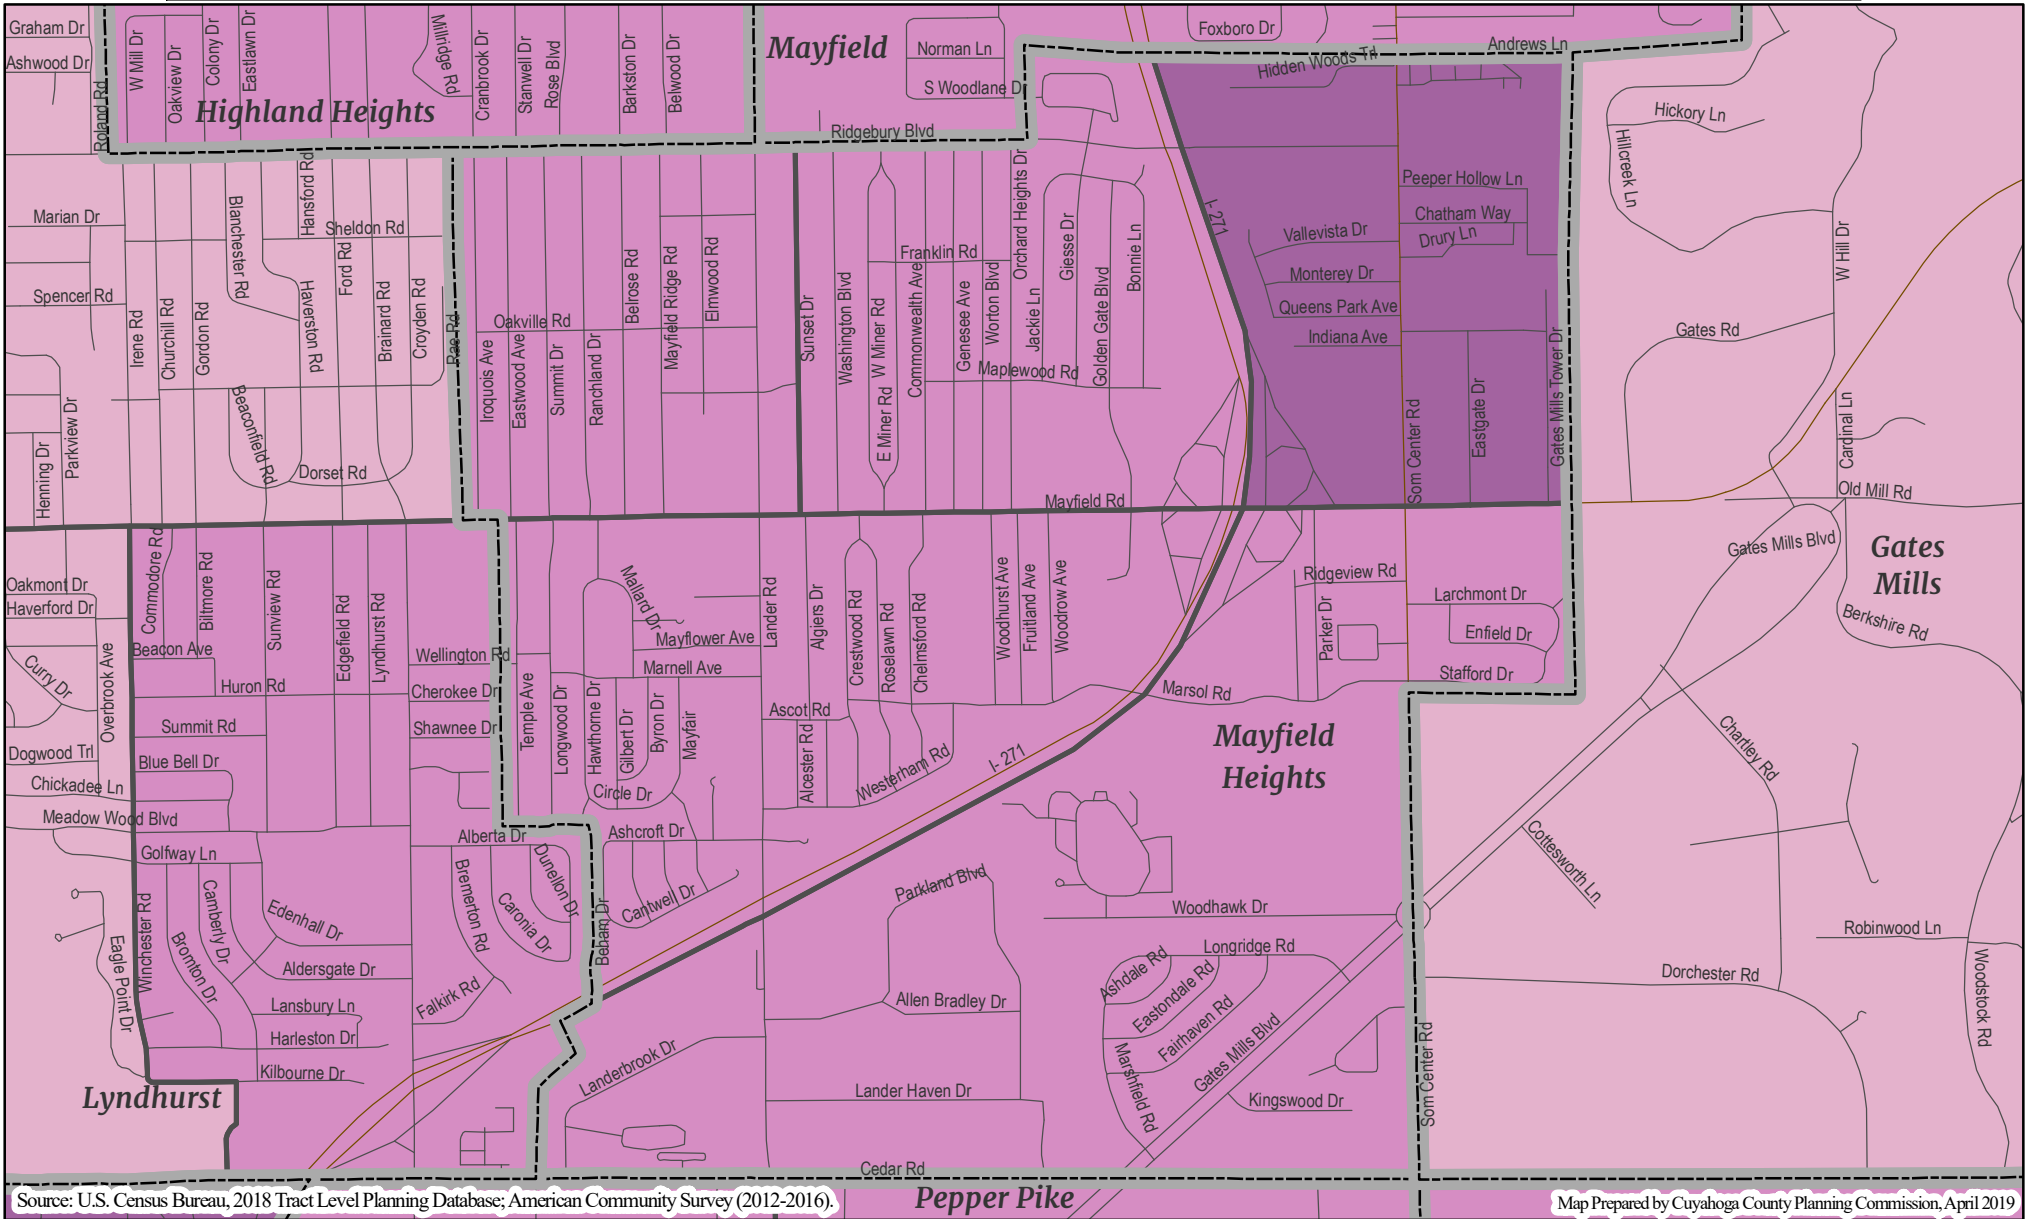 Graham Dr
Ashwood Dr
Roland Rd
W Mill Dr
Oakview Dr
Colony Dr
Eastlawn Dr
Highland Heights
Millridge Rd
Cranbrook Dr
Stanwell Dr
Rose Blvd
Barkston Dr
Belwood Dr
Mayfield
Norman Ln
S Woodlane Dr
Ridgebury Blvd
Foxboro Dr
Hidden Woods Trl
Andrews Ln
Hickory Ln
Hillcreek Ln
Marian Dr
Spencer Rd
Irene Rd
Churchill Rd
Gordon Rd
Blanchester Rd
Hansford Rd
Sheldon Rd
Ford Rd
Haverston Rd
Brainard Rd
Croyden Rd
Rae Rd
Beaconfield Rd
Dorset Rd
Parkview Dr
Henning Dr
Oakville Rd
Iroquois Ave
Eastwood Ave
Summit Dr
Ranchland Dr
Belrose Rd
Mayfield Ridge Rd
Elmwood Rd
Sunset Dr
Washington Blvd
W Miner Rd
E Miner Rd
Franklin Rd
Commonwealth Ave
Genesee Ave
Worton Blvd
Orchard Heights Dr
Jackie Ln
Giesse Dr
Golden Gate Blvd
Bonnie Ln
Maplewood Rd
Mayfield Rd
I- 271
Peeper Hollow Ln
Chatham Way
Drury Ln
Vallevista Dr
Monterey Dr
Queens Park Ave
Indiana Ave
Som Center Rd
Eastgate Dr
Gates Mills Tower Dr
W Hill Dr
Gates Rd
Cardinal Ln
Old Mill Rd
Gates Mills Blvd
Gates
Mills
Berkshire Rd
Oakmont Dr
Haverford Dr
Curry Dr
Overbrook Ave
Dogwood Trl
Chickadee Ln
Meadow Wood Blvd
Commodore Rd
Biltmore Rd
Sunview Rd
Edgefield Rd
Lyndhurst Rd
Beacon Ave
Huron Rd
Summit Rd
Blue Bell Dr
Golfway Ln
Wellington Rd
Cherokee Dr
Shawnee Dr
Alberta Dr
Temple Ave
Longwood Dr
Hawthorne Dr
Gilbert Dr
Byron Dr
Mayfair
Mallard Dr
Mayflower Ave
Marnell Ave
Circle Dr
Ashcroft Dr
Cantwell Dr
Beham Dr
Lander Rd
Algiers Dr
Crestwood Rd
Roselawn Rd
Chelmsford Rd
Ascot Rd
Alcester Rd
Westerham Rd
Woodhurst Ave
Fruitland Ave
Woodrow Ave
Marsol Rd
I- 271
Ridgeview Rd
Parker Dr
Larchmont Dr
Enfield Dr
Stafford Dr
Mayfield
Heights
Chartley Rd
Cottesworth Ln
Robinwood Ln
Dorchester Rd
Woodstock Rd
Winchester Rd
Bromton Dr
Camberly Dr
Edenhall Dr
Aldersgate Dr
Lansbury Ln
Harleston Dr
Kilbourne Dr
Eagle Point Dr
Lyndhurst
Bremerton Rd
Caronia Dr
Dunellon Dr
Falkirk Rd
Landerbrook Dr
Parkland Blvd
Allen Bradley Dr
Lander Haven Dr
Woodhawk Dr
Longridge Rd
Ashdale Rd
Eastondale Rd
Fairhaven Rd
Marshfield Rd
Gates Mills Blvd
Kingswood Dr
Som Center Rd
Cedar Rd
Pepper Pike
Source: U.S. Census Bureau, 2018 Tract Level Planning Database; American Community Survey (2012-2016).
Map Prepared by Cuyahoga County Planning Commission, April 2019